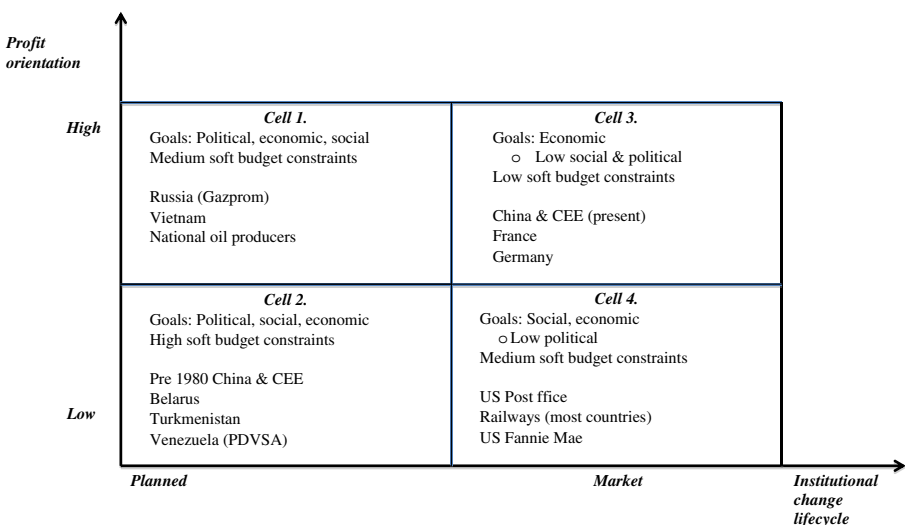 Profit
orientation
High
Cell 1.
Goals: Political, economic, social
Medium soft budget constraints
Russia (Gazprom)
Vietnam
National oil producers
Cell 3.
Goals: Economic
o Low social & political
Low soft budget constraints
China & CEE (present)
France
Germany
Cell 2.
Goals: Political, social, economic
High soft budget constraints
Pre 1980 China & CEE
Belarus
Turkmenistan
Venezuela (PDVSA)
Cell 4.
Goals: Social, economic
o Low political
Medium soft budget constraints
US Post ffice
Railways (most countries)
US Fannie Mae
Low
Planned
Market
Institutional
change
lifecycle